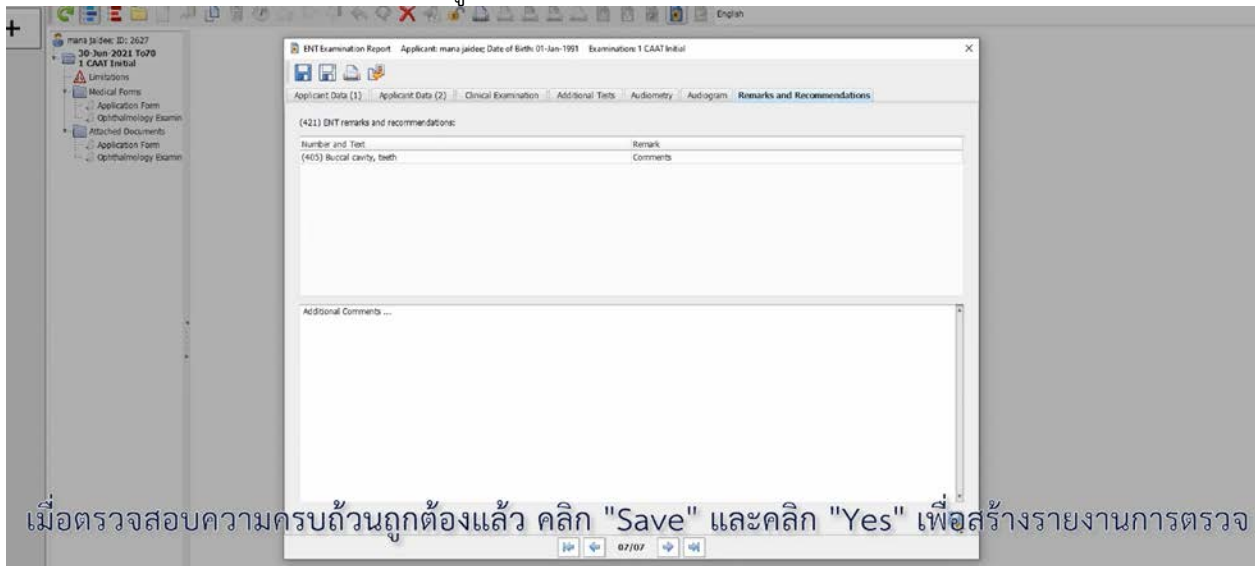 English
mana jaidee; ID: 2627
30-Jun-2021 To70
1 CAAT Initial
Limitations
Medical Forms
Application Form
Ophthalmology Examin
Attached Documents
Application Form
Ophthalmology Examin
ENT Examination Report Applicant: mana jaidee; Date of Birth: 01-Jan-1991 Examination: 1 CAAT Initial
Applicant Data (1) Applicant Data (2) Clinical Examination Additional Tests Audiometry Audiogram Remarks and Recommendations
(421) ENT remarks and recommendations:
Number and Text Remark
(405) Buccal cavity, teeth Comments
Additional Comments ...
เมื่อตรวจสอบความครบถ้วนถูกต้องแล้ว คลิก "Save" และคลิก "Yes" เพื่อสร้างรายงานการตรวจ
07/07